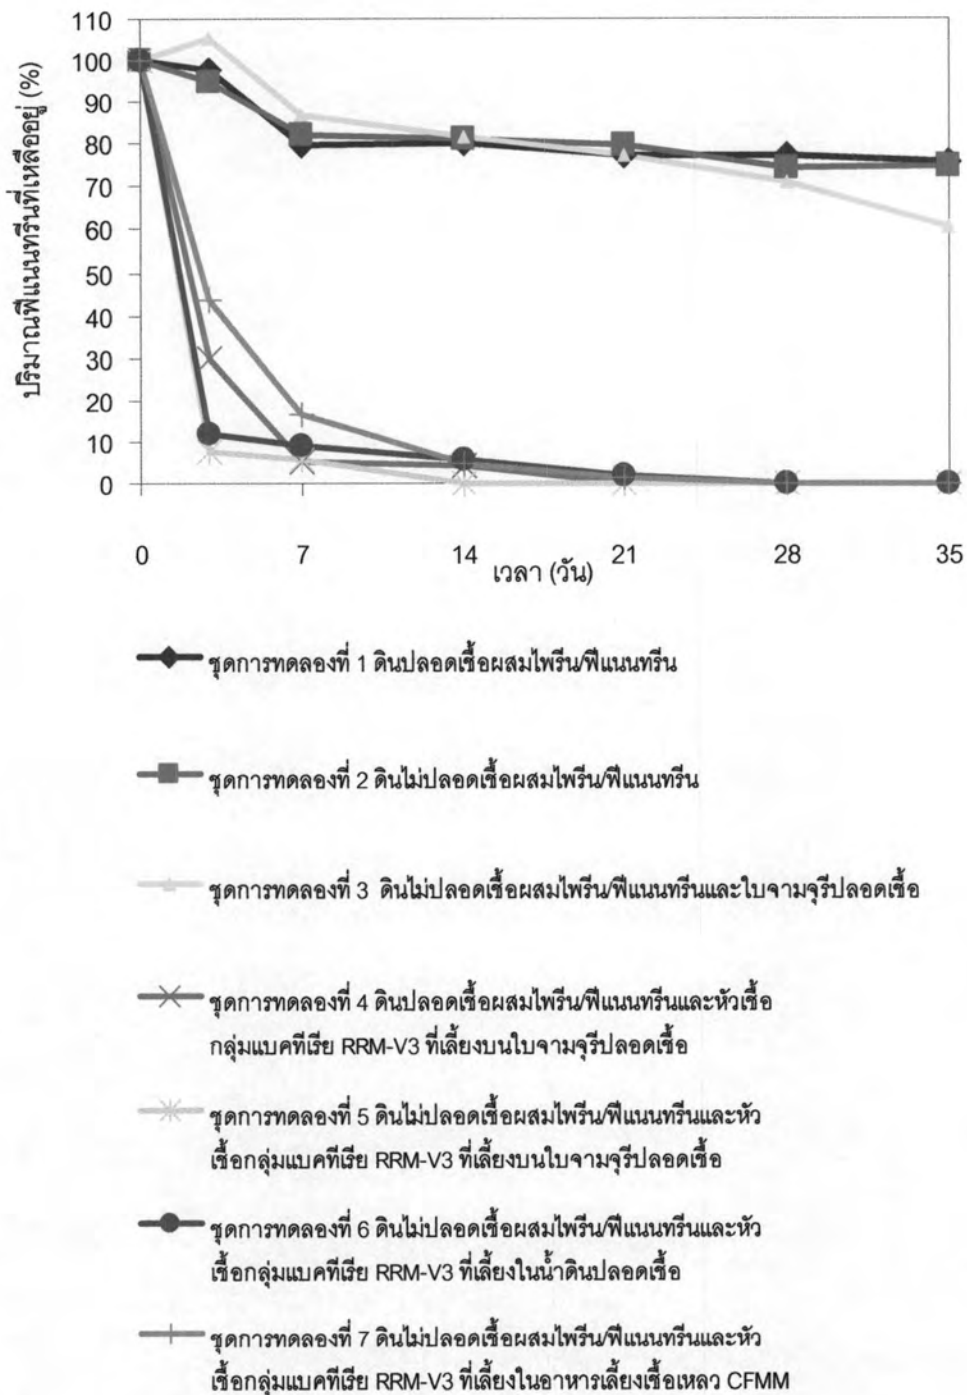 ปริมาณฟีแนนทรีนที่เหลืออยู่ (%)
110
100
90
80
70
60
50
40
30
20
10
0
0 7 14 21 28 35
เวลา (วัน)
ชุดการทดลองที่ 1 ดินปลอดเชื้อผสมไพรีน/ฟีแนนทรีน
ชุดการทดลองที่ 2 ดินไม่ปลอดเชื้อผสมไพรีน/ฟีแนนทรีน
ชุดการทดลองที่ 3 ดินไม่ปลอดเชื้อผสมไพรีน/ฟีแนนทรีนและใบจามจุรีปลอดเชื้อ
ชุดการทดลองที่ 4 ดินปลอดเชื้อผสมไพรีน/ฟีแนนทรีนและหัวเชื้อ
กลุ่มแบคทีเรีย RRM-V3 ที่เลี้ยงบนใบจามจุรีปลอดเชื้อ
ชุดการทดลองที่ 5 ดินไม่ปลอดเชื้อผสมไพรีน/ฟีแนนทรีนและหัว
เชื้อกลุ่มแบคทีเรีย RRM-V3 ที่เลี้ยงบนใบจามจุรีปลอดเชื้อ
ชุดการทดลองที่ 6 ดินไม่ปลอดเชื้อผสมไพรีน/ฟีแนนทรีนและหัว
เชื้อกลุ่มแบคทีเรีย RRM-V3 ที่เลี้ยงในน้ำดินปลอดเชื้อ
ชุดการทดลองที่ 7 ดินไม่ปลอดเชื้อผสมไพรีน/ฟีแนนทรีนและหัว
เชื้อกลุ่มแบคทีเรีย RRM-V3 ที่เลี้ยงในอาหารเลี้ยงเชื้อเหลว CFMM